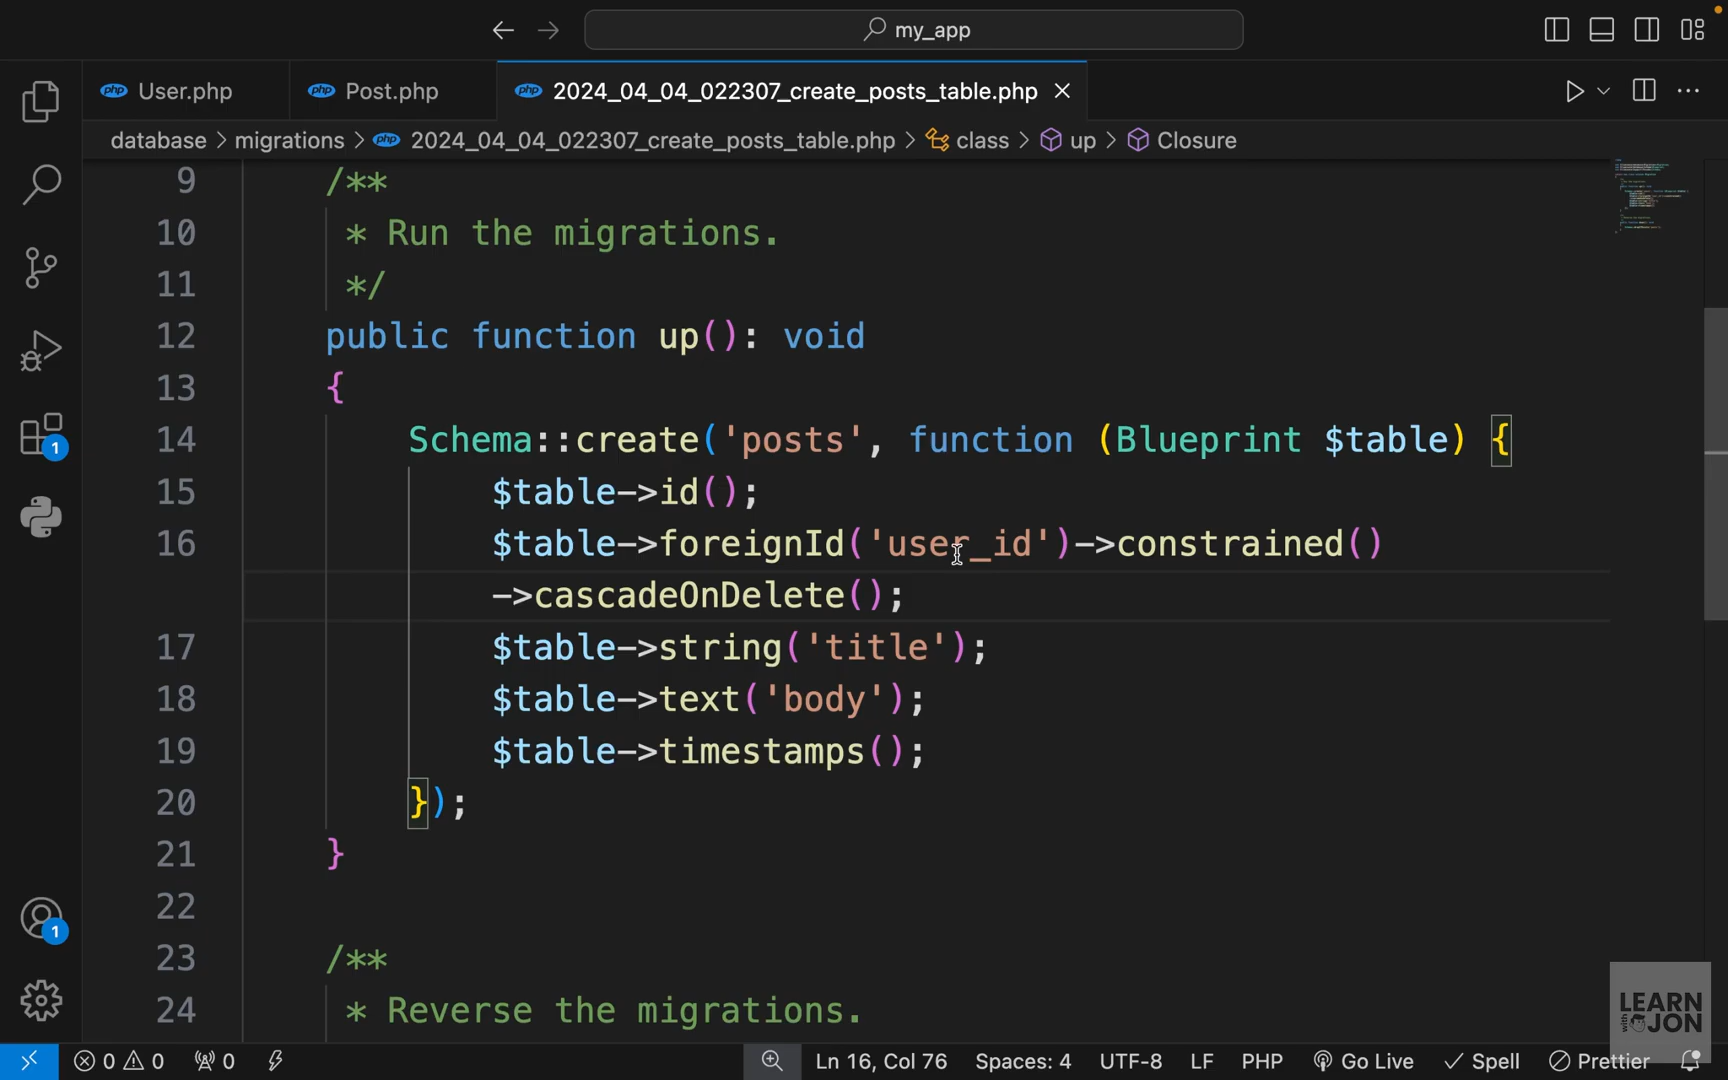 my_app
User.php
Post.php
2024_04_04_022307_create_posts_table.php
database > migrations > 2024_04_04_022307_create_posts_table.php > class > up > Closure
9 /**
10 * Run the migrations.
11 */
12 public function up(): void
13 {
14 Schema::create('posts', function (Blueprint $table) {
15 $table->id();
16 $table->foreignId('user_id')->constrained()
->cascadeOnDelete();
17 $table->string('title');
18 $table->text('body');
19 $table->timestamps();
20 });
21 }
22
23 /**
24 * Reverse the migrations.
1
1
LEARN
with
JON
0 0 0 Ln 16, Col 76 Spaces: 4 UTF-8 LF PHP Go Live Spell Prettier